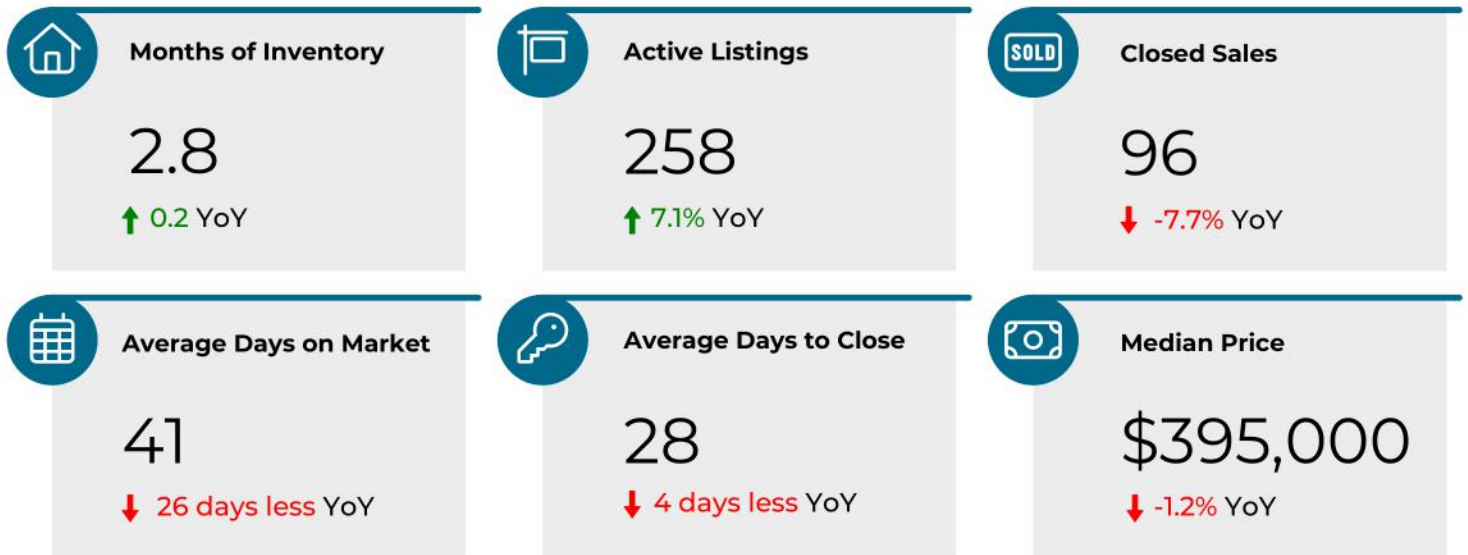 Months of Inventory
2.8
0.2 YoY
Active Listings
258
7.1% YoY
SOLD
Closed Sales
96
-7.7% YoY
Average Days on Market
41
26 days less YoY
Average Days to Close
28
4 days less YoY
Median Price
$395,000
-1.2% YoY